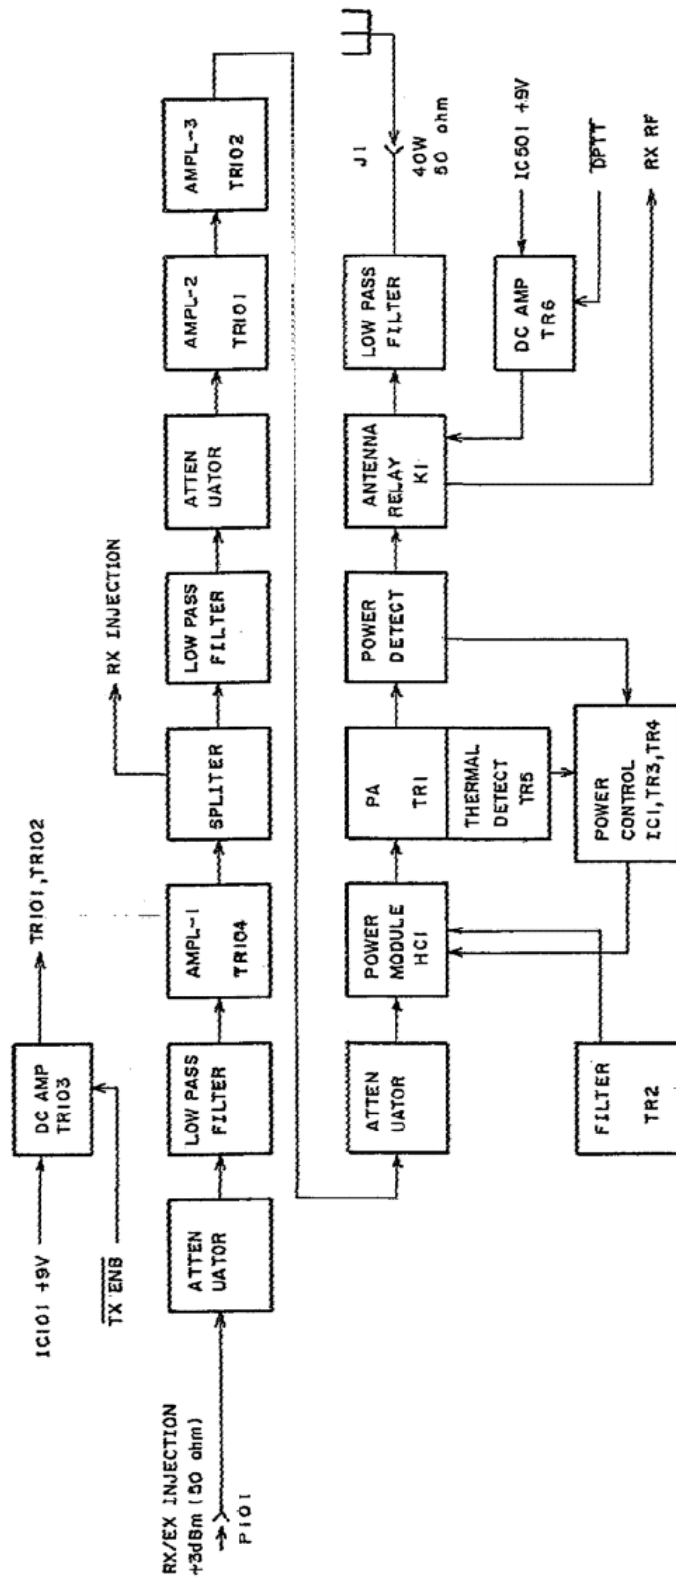 IC101 +9V
TX ENB
DC AMP
TR103
TR101,TR102
RX INJECTION
RX/EX INJECTION
+3dBm (50 ohm)
P101
ATTEN
UATOR
LOW PASS
FILTER
AMPL-1
TR104
SPLITER
LOW PASS
FILTER
ATTEN
UATOR
AMPL-2
TR101
AMPL-3
TR102
ATTEN
UATOR
POWER
MODULE
HC1
PA
TR1
THERMAL
DETECT
TR5
POWER
DETECT
ANTENNA
RELAY
K1
LOW PASS
FILTER
J1
40W
50 ohm
FILTER
TR2
POWER
CONTROL
IC1,TR3,TR4
DC AMP
TR6
IC501 +9V
DPTT
RX RF